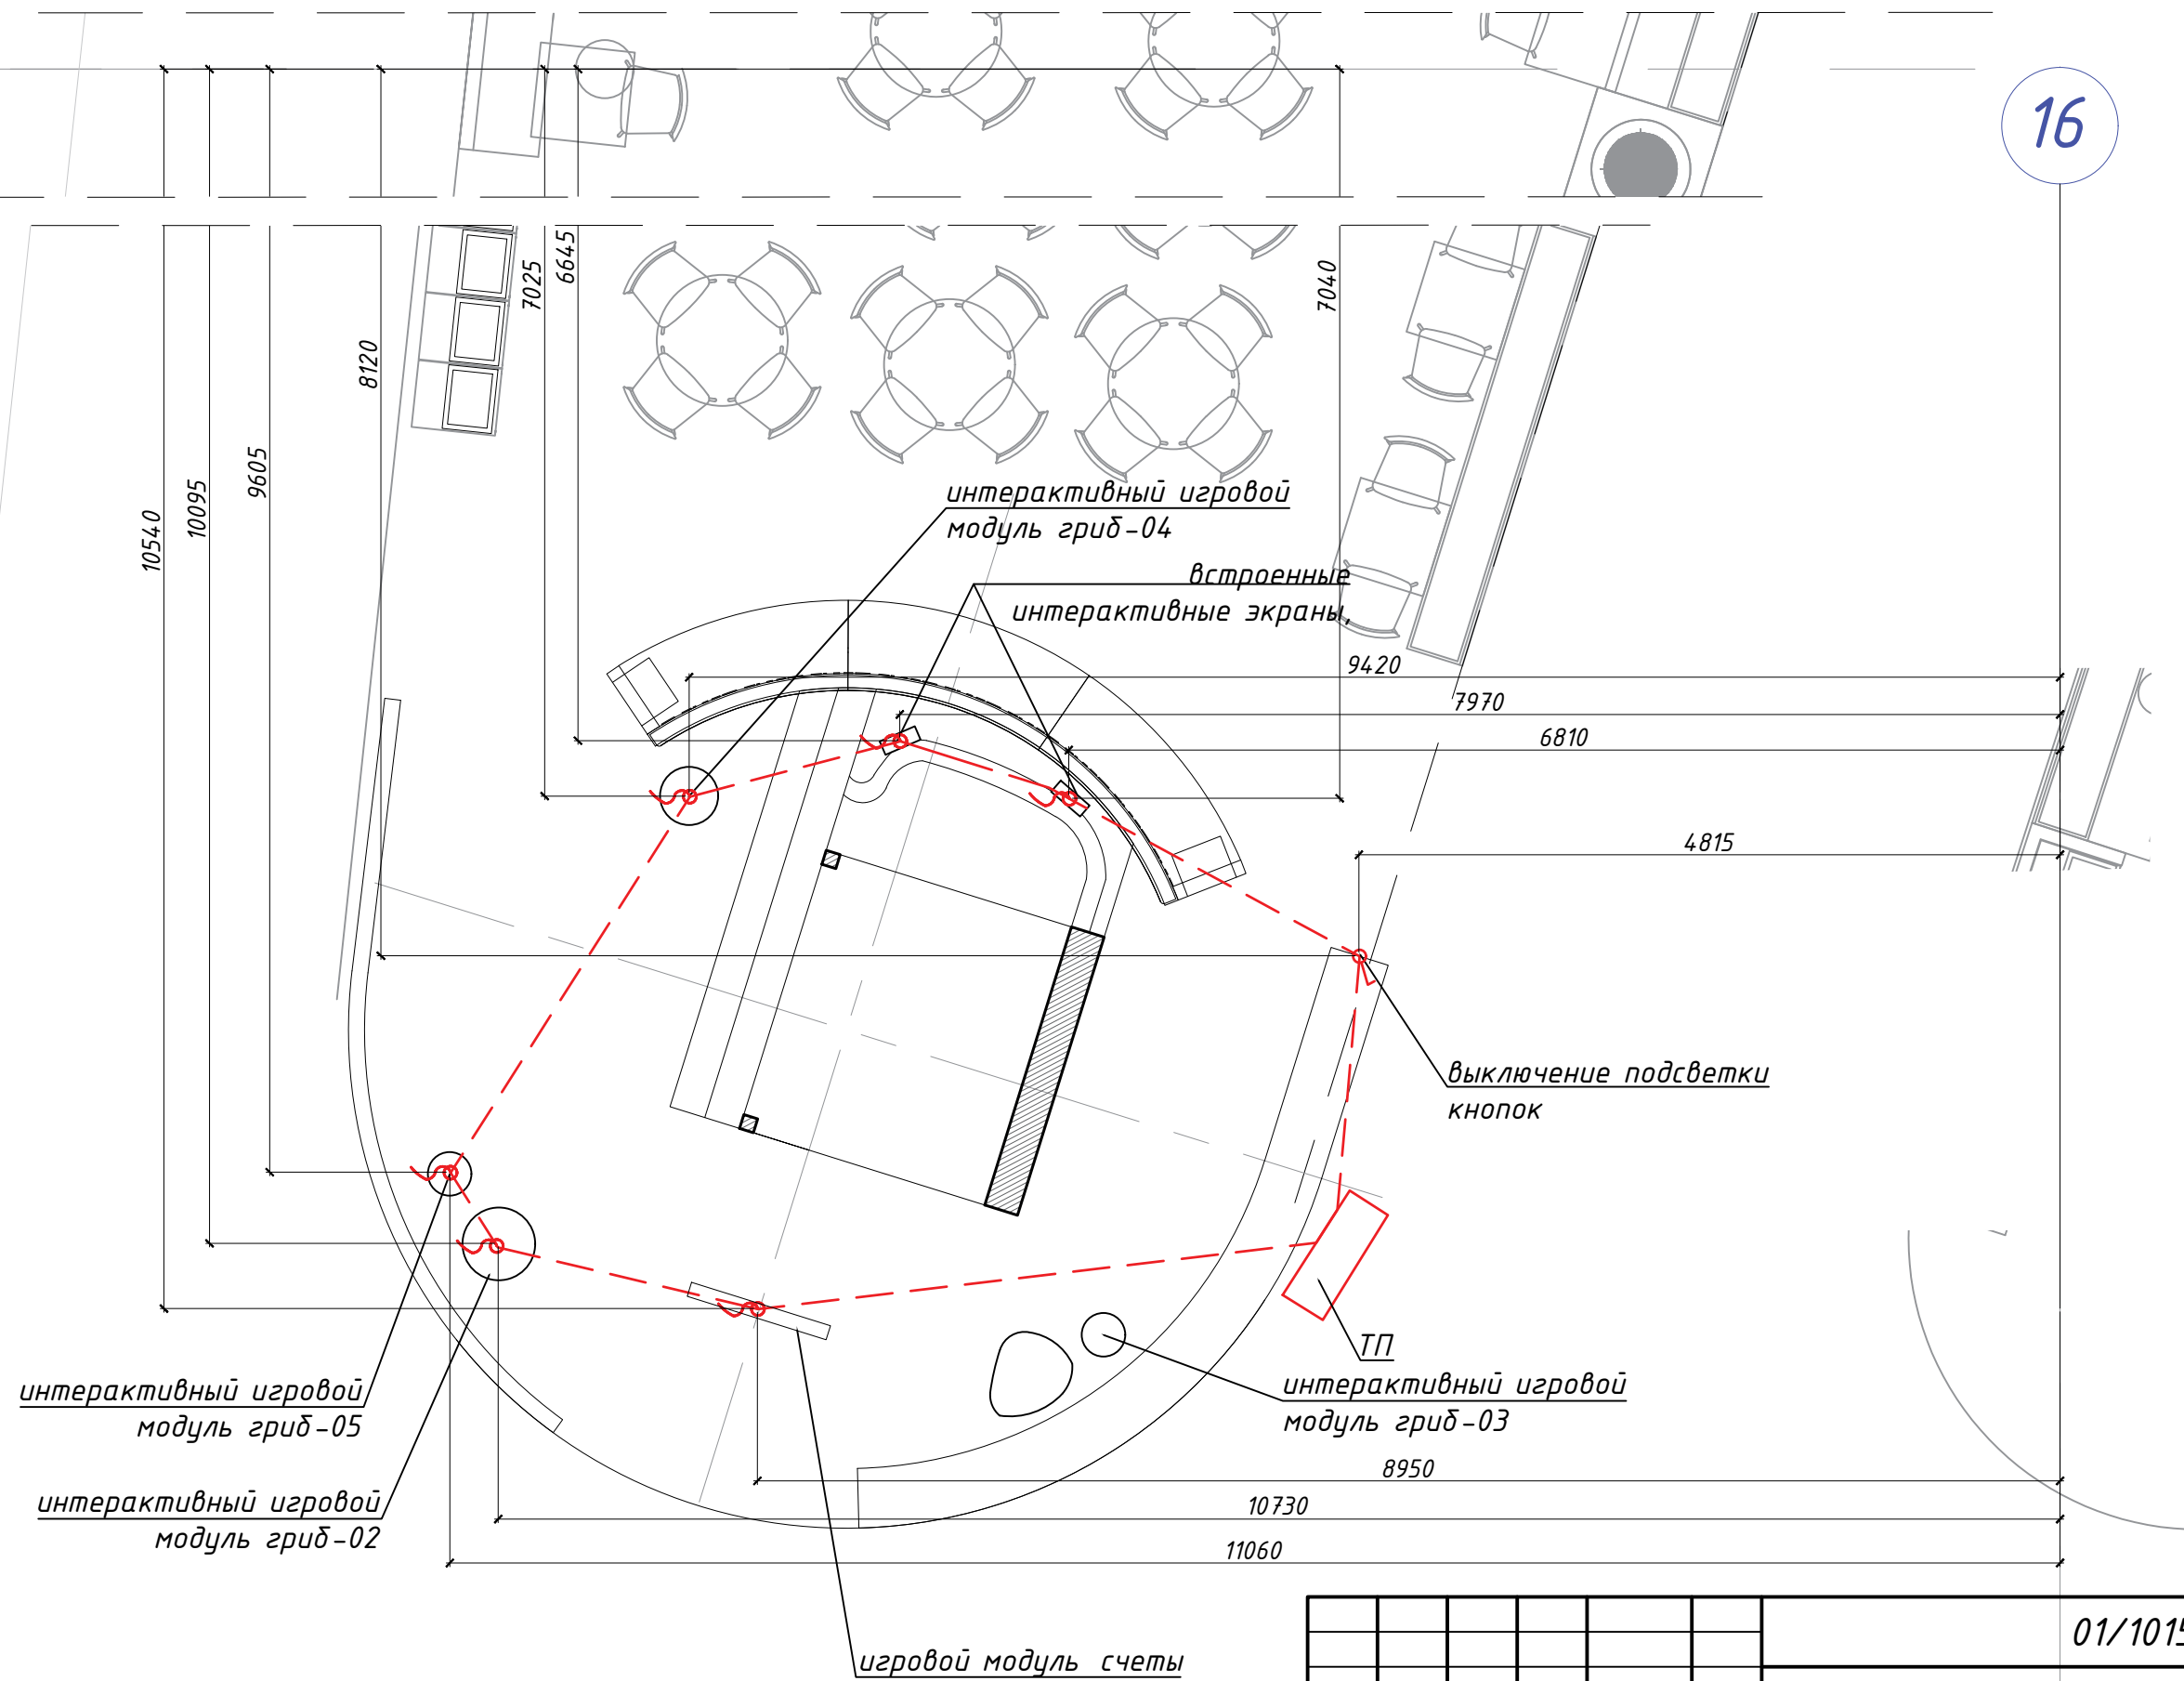 16
6645
7025
7040
8120
9605
10095
10540
интерактивный игровой
модуль гриб-04
встроенные
интерактивные экраны,
9420
7970
6810
4815
выключение подсветки
кнопок
ТП
интерактивный игровой
модуль гриб-03
интерактивный игровой
модуль гриб-05
интерактивный игровой
модуль гриб-02
8950
10730
11060
игровой модуль счеты
01/1015